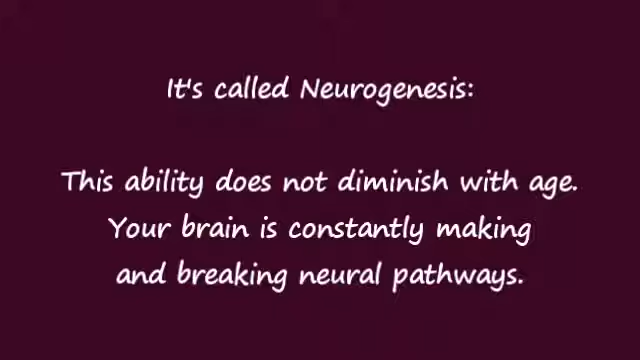 It's called Neurogenesis:
This ability does not diminish with age.
Your brain is constantly making
and breaking neural pathways.